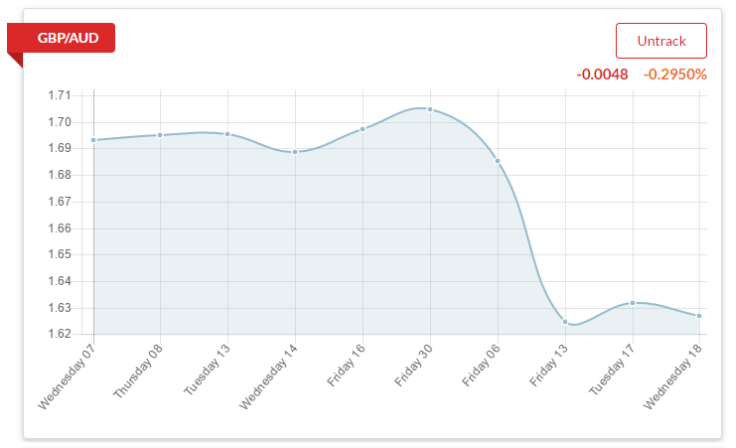 GBP/AUD
Untrack
-0.0048 -0.2950%
1.71
1.70
1.69
1.68
1.67
1.66
1.65
1.64
1.63
1.62
Wednesday 07
Thursday 08
Tuesday 13
Wednesday 14
Friday 16
Friday 30
Friday 06
Friday 13
Tuesday 17
Wednesday 18